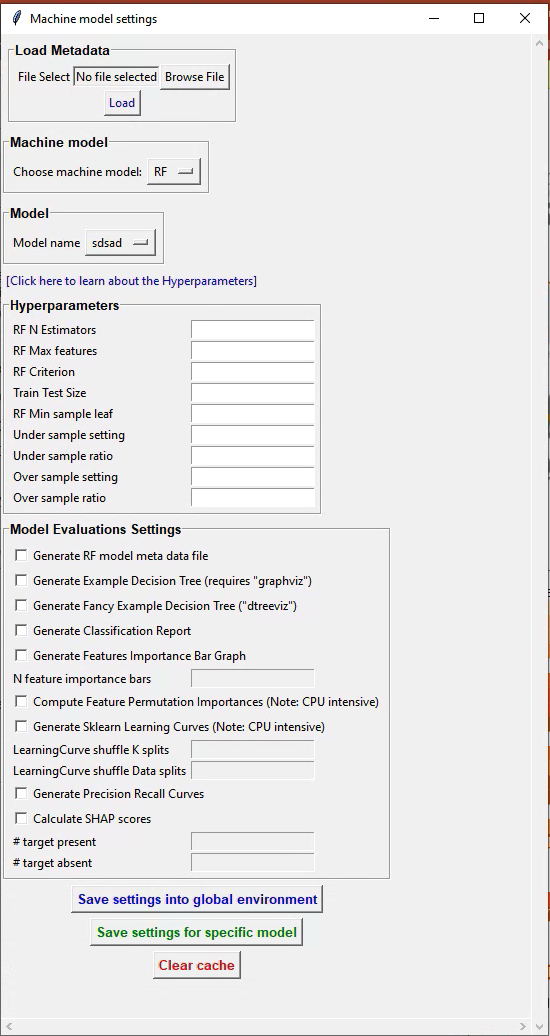 Machine model settings
Load Metadata
File Select No file selected Browse File
Load
Machine model
Choose machine model: RF
Model
Model name sdsad
[Click here to learn about the Hyperparameters]
Hyperparameters
RF N Estimators
RF Max features
RF Criterion
Train Test Size
RF Min sample leaf
Under sample setting
Under sample ratio
Over sample setting
Over sample ratio
Model Evaluations Settings
Generate RF model meta data file
Generate Example Decision Tree (requires "graphviz")
Generate Fancy Example Decision Tree ("dtreeviz")
Generate Classification Report
Generate Features Importance Bar Graph
N feature importance bars
Compute Feature Permutation Importances (Note: CPU intensive)
Generate Sklearn Learning Curves (Note: CPU intensive)
LearningCurve shuffle K splits
LearningCurve shuffle Data splits
Generate Precision Recall Curves
Calculate SHAP scores
# target present
# target absent
Save settings into global environment
Save settings for specific model
Clear cache